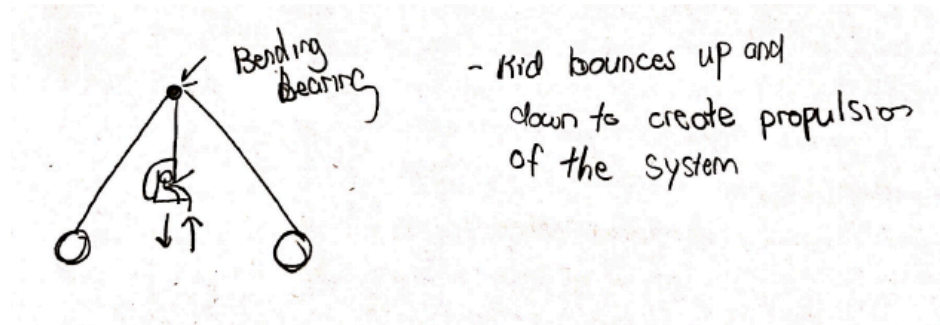 Bending
Bearing
- Kid bounces up and
down to create propulsion
of the system